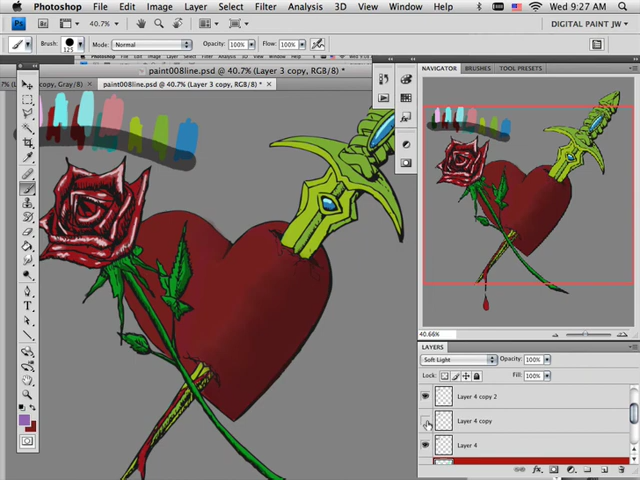 Photoshop File Edit Image Layer Select Filter Analysis 3D View Window Help Wed 9:27 AM
Ps 40.7% DIGITAL PAINT JW
Brush: 125 Mode: Normal Opacity: 100% Flow: 100%
paint008line.psd @ 40.7% (Layer 3 copy, RGB/8) *
copy, Gray/8) paint008line.psd @ 40.7% (Layer 3 copy, RGB/8) *
NAVIGATOR BRUSHES TOOL PRESETS
40.66%
LAYERS
Soft Light Opacity: 100%
Lock: Fill: 100%
Layer 4 copy 2
Layer 4 copy
Layer 4